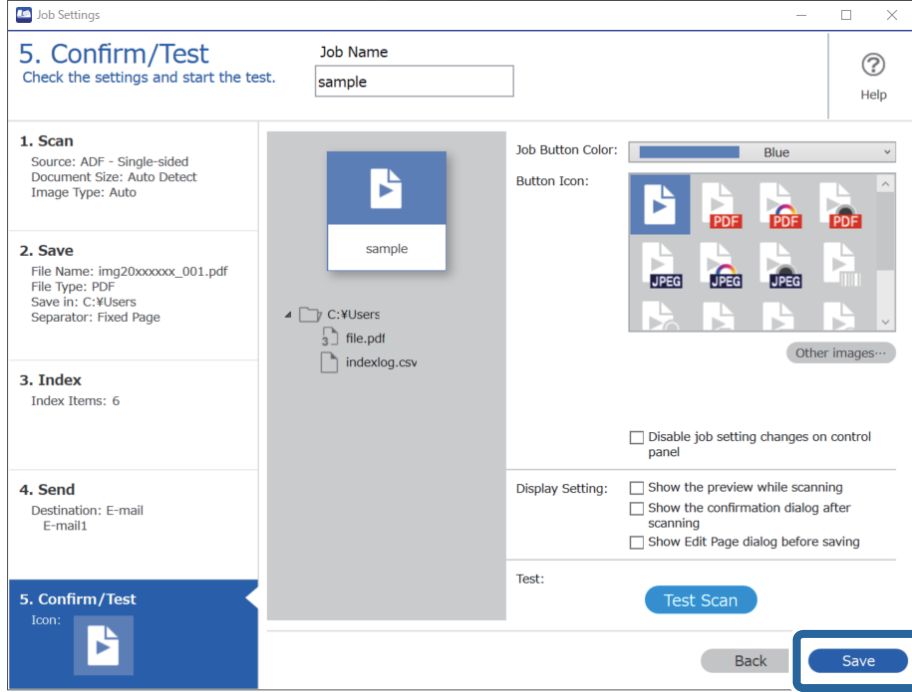 Job Settings
5. Confirm/Test
Check the settings and start the test.
Job Name
sample
Help
1. Scan
Source: ADF - Single-sided
Document Size: Auto Detect
Image Type: Auto
2. Save
File Name: img20xxxxxx_001.pdf
File Type: PDF
Save in: C:¥Users
Separator: Fixed Page
3. Index
Index Items: 6
4. Send
Destination: E-mail
E-mail1
5. Confirm/Test
Icon:
sample
C:¥Users
3 file.pdf
indexlog.csv
Job Button Color: Blue
Button Icon:
PDF PDF PDF
JPEG JPEG JPEG
Other images···
Disable job setting changes on control
panel
Display Setting: Show the preview while scanning
Show the confirmation dialog after
scanning
Show Edit Page dialog before saving
Test:
Test Scan
Back Save